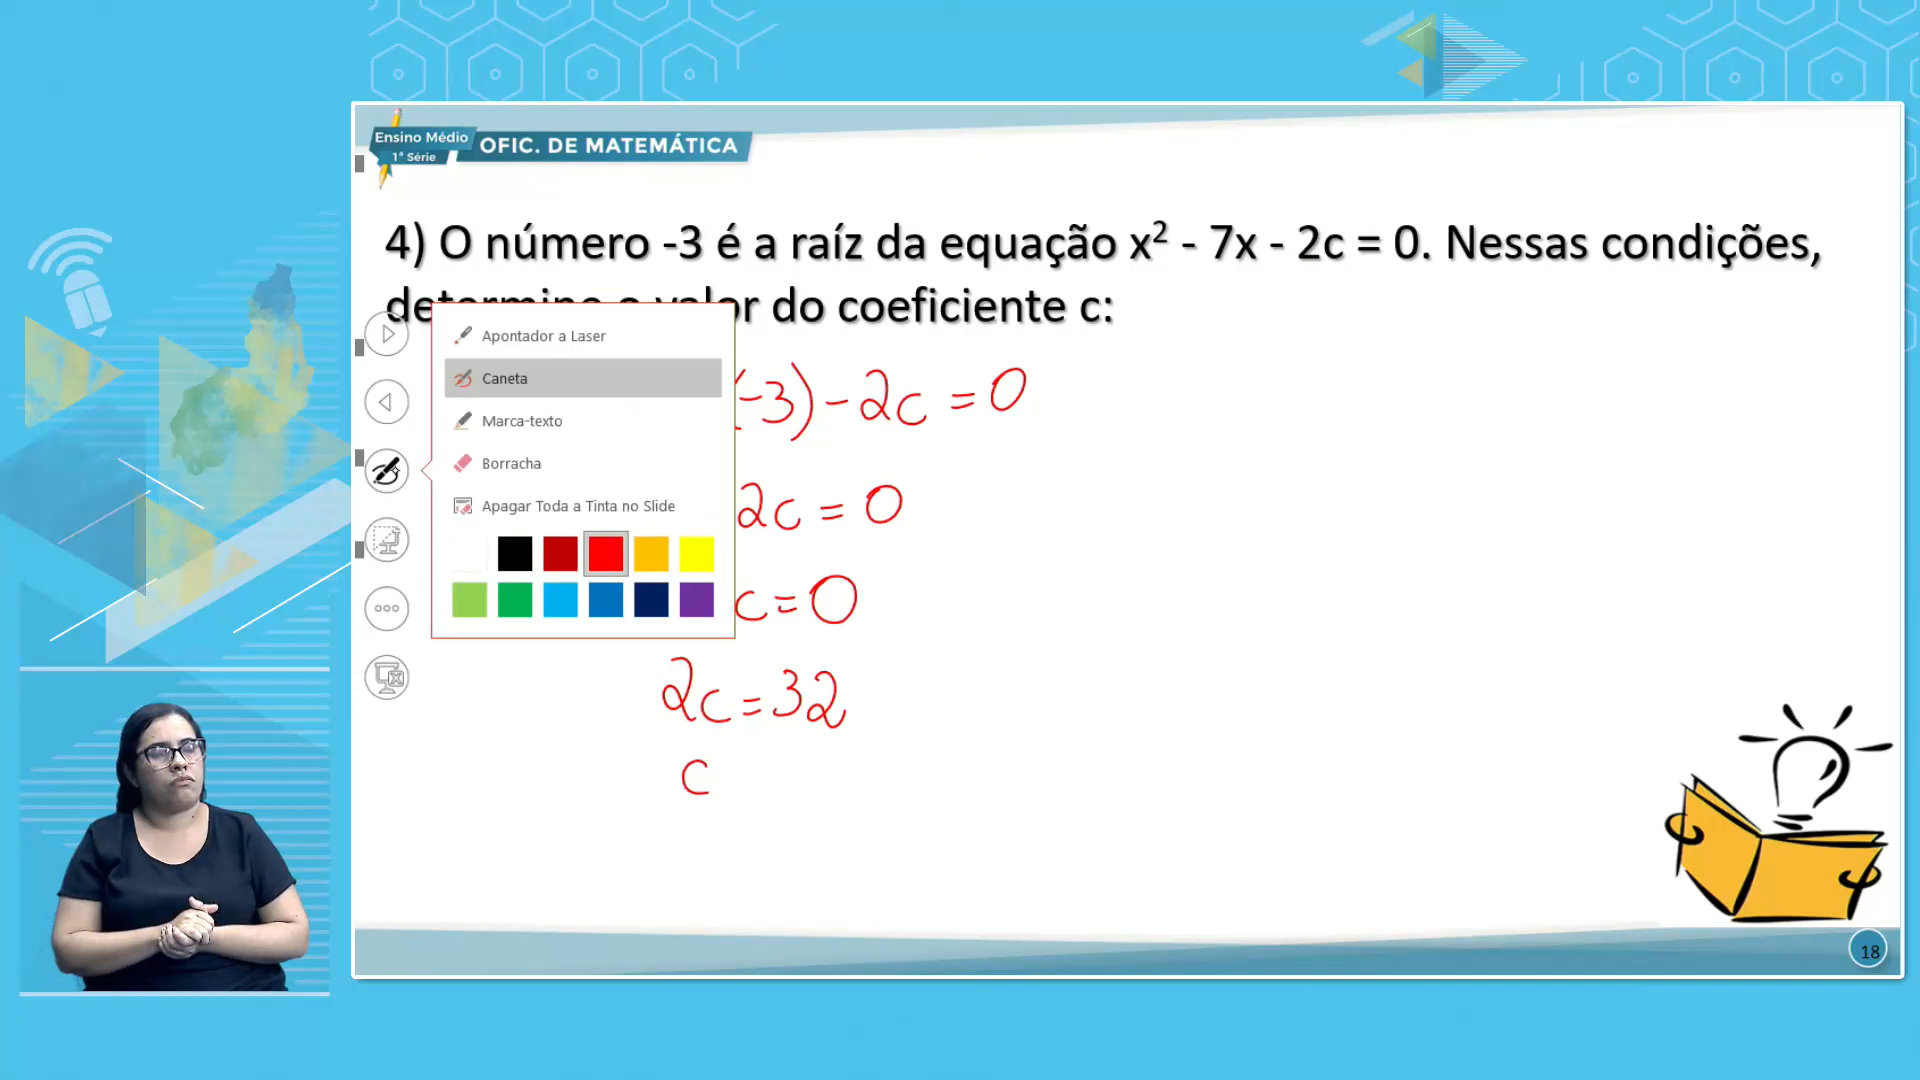 Ensino Médio
1ª Série
OFIC. DE MATEMÁTICA
4) O número -3 é a raíz da equação x² - 7x - 2c = 0. Nessas condições,
determine o valor do coeficiente c:
Apontador a Laser
Caneta
Marca-texto
Borracha
Apagar Toda a Tinta no Slide
(-3) - 2c = 0
2c = 0
c = 0
2c = 32
c
18